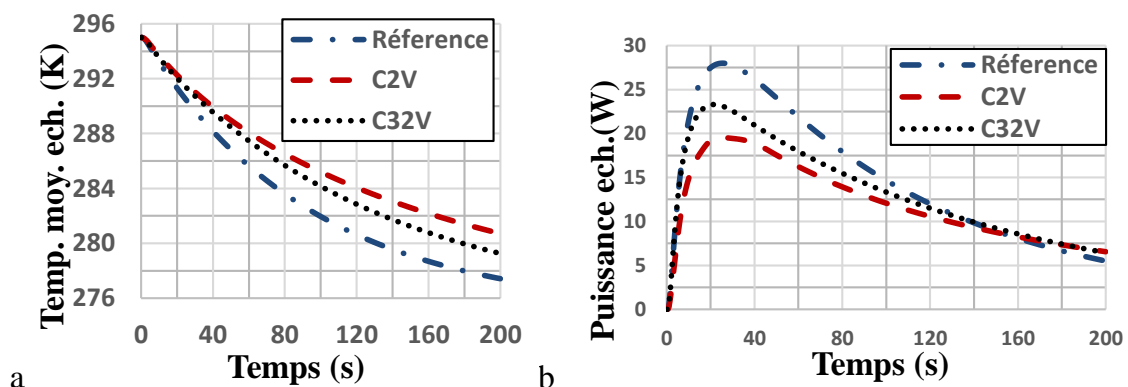 Temp. moy. ech. (K)
296
292
288
284
280
276
0
40
80
120
160
200
Temps (s)
Réference
C2V
C32V
a
Puissance ech.(W)
30
25
20
15
10
5
0
0
40
80
120
160
200
Temps (s)
Réference
C2V
C32V
b